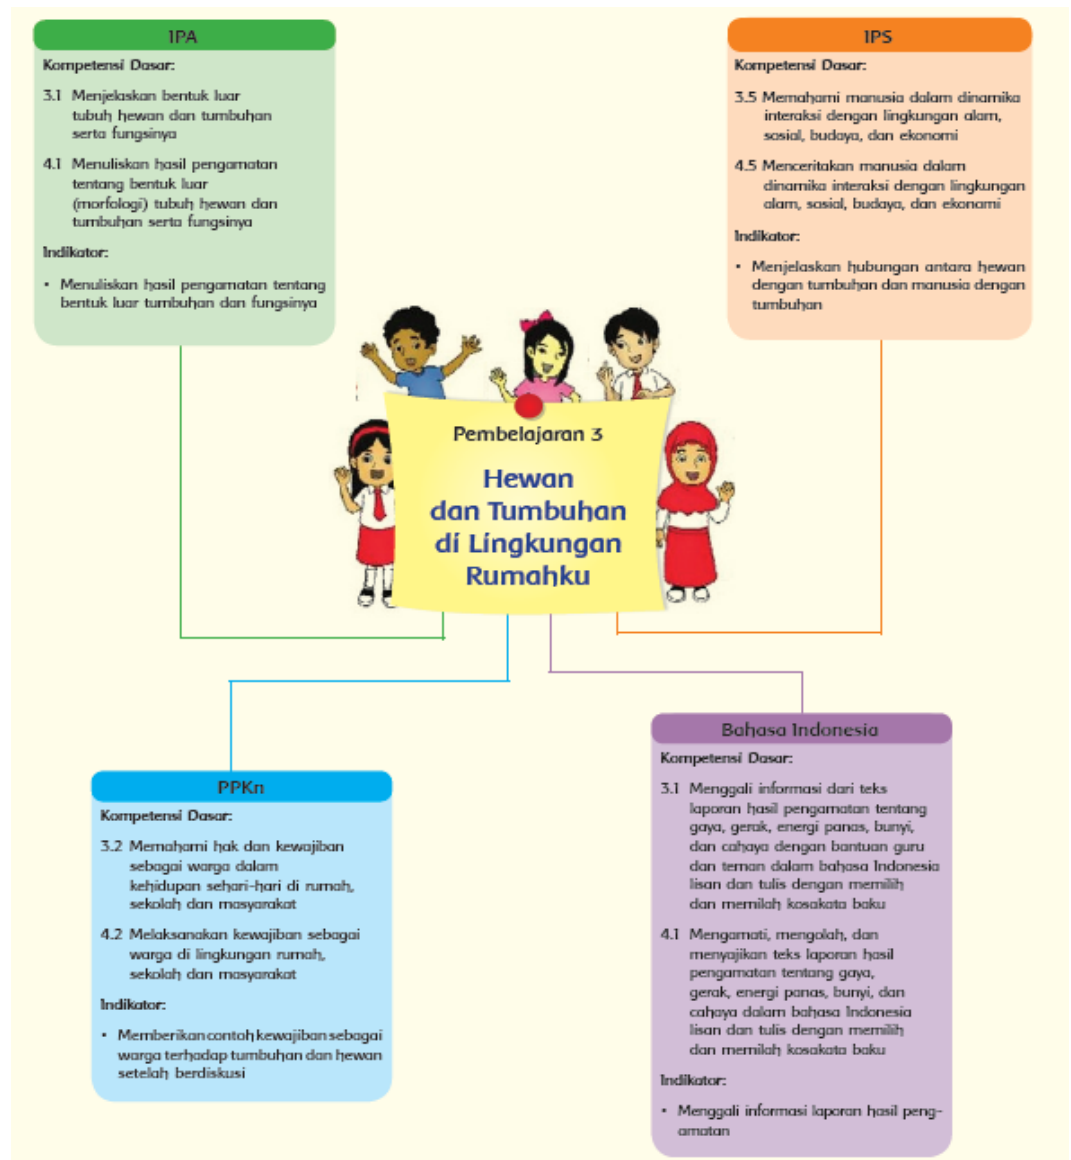 IPA
Kompetensi Dasar:
3.1 Menjelaskan bentuk luar
tubuh hewan dan tumbuhan
serta fungsinya
4.1 Menuliskan hasil pengamatan
tentang bentuk luar
(morfologi) tubuh hewan dan
tumbuhan serta fungsinya
Indikator:
• Menuliskan hasil pengamatan tentang
bentuk luar tumbuhan dan fungsinya
IPS
Kompetensi Dasar:
3.5 Memahami manusia dalam dinamika
interaksi dengan lingkungan alam,
sosial, budaya, dan ekonomi
4.5 Menceritakan manusia dalam
dinamika interaksi dengan lingkungan
alam, sosial, budaya, dan ekonomi
Indikator:
• Menjelaskan hubungan antara hewan
dengan tumbuhan dan manusia dengan
tumbuhan
Pembelajaran 3
Hewan
dan Tumbuhan
di Lingkungan
Rumahku
PPKn
Kompetensi Dasar:
3.2 Memahami hak dan kewajiban
sebagai warga dalam
kehidupan sehari-hari di rumah,
sekolah dan masyarakat
4.2 Melaksanakan kewajiban sebagai
warga di lingkungan rumah,
sekolah dan masyarakat
Indikator:
• Memberikan contoh kewajiban sebagai
warga terhadap tumbuhan dan hewan
setelah berdiskusi
Bahasa Indonesia
Kompetensi Dasar:
3.1 Menggali informasi dari teks
laporan hasil pengamatan tentang
gaya, gerak, energi panas, bunyi,
dan cahaya dengan bantuan guru
dan teman dalam bahasa Indonesia
lisan dan tulis dengan memilih
dan memilah kosakata baku
4.1 Mengamati, mengolah, dan
menyajikan teks laporan hasil
pengamatan tentang gaya,
gerak, energi panas, bunyi, dan
cahaya dalam bahasa Indonesia
lisan dan tulis dengan memilih
dan memilah kosakata baku
Indikator:
• Menggali informasi laporan hasil peng-
amatan